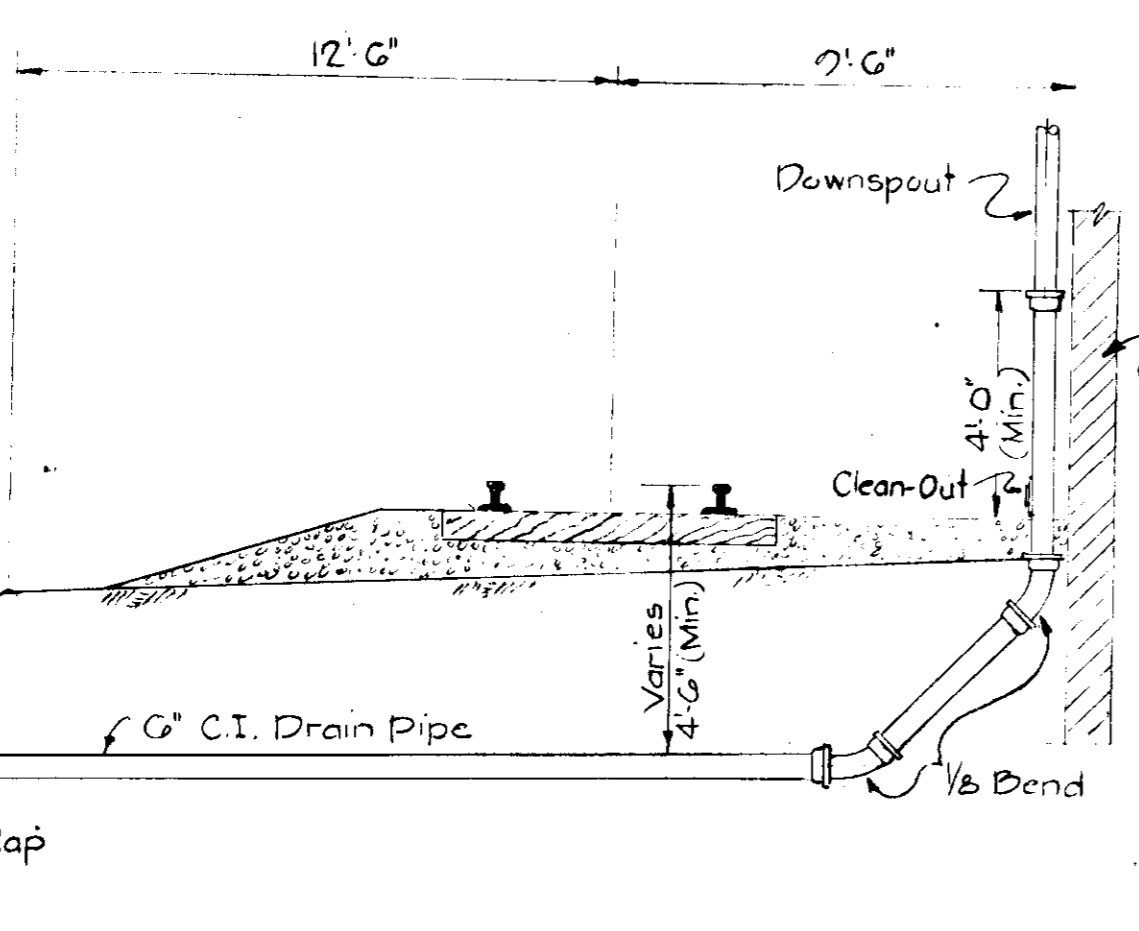 12'-6"
9'-6"
Downspout
4'-0"
(Min.)
Clean-Out
Varies
4'-6" (Min.)
6" C.I. Drain Pipe
1/8 Bend